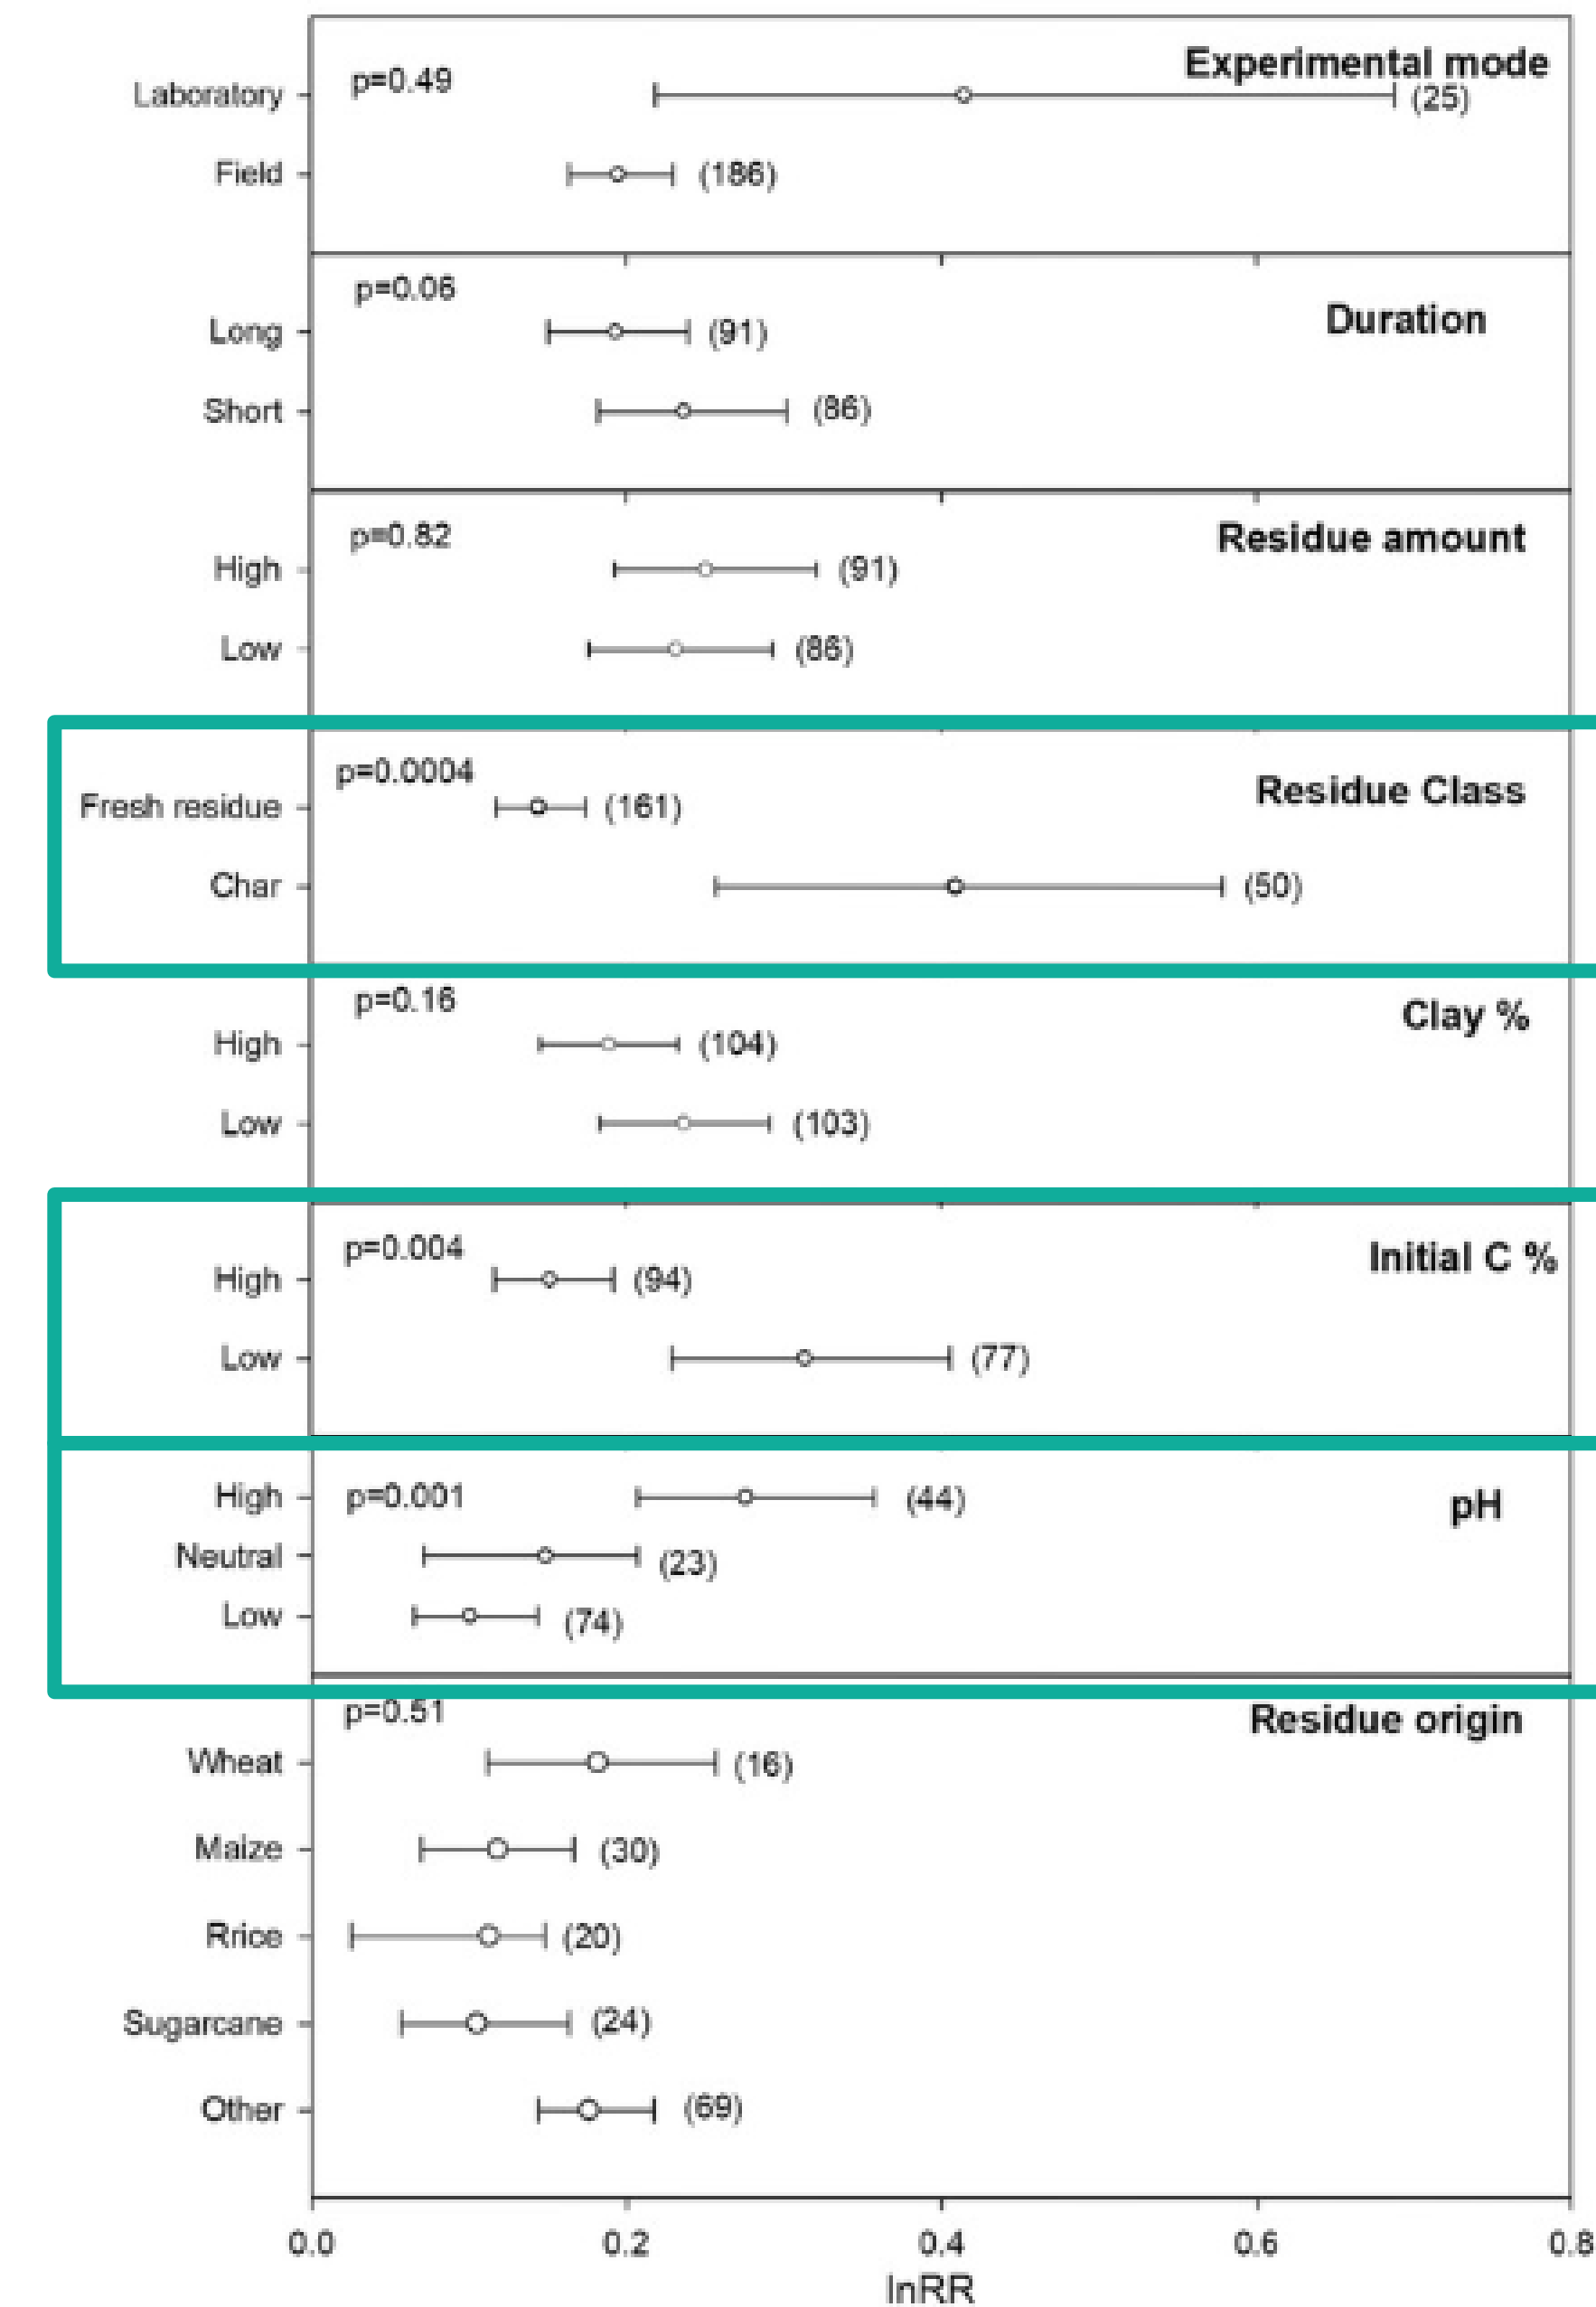 Experimental mode
p=0.49
Laboratory (25)
Field (186)
p=0.06
Duration
Long (91)
Short (86)
p=0.82
Residue amount
High (91)
Low (86)
p=0.0004
Residue Class
Fresh residue (161)
Char (50)
p=0.16
Clay %
High (104)
Low (103)
p=0.004
Initial C %
High (94)
Low (77)
High p=0.001 (44) pH
Neutral (23)
Low (74)
p=0.51
Residue origin
Wheat (16)
Maize (30)
Rrice (20)
Sugarcane (24)
Other (69)
0.0 0.2 0.4 0.6 0.8
lnRR